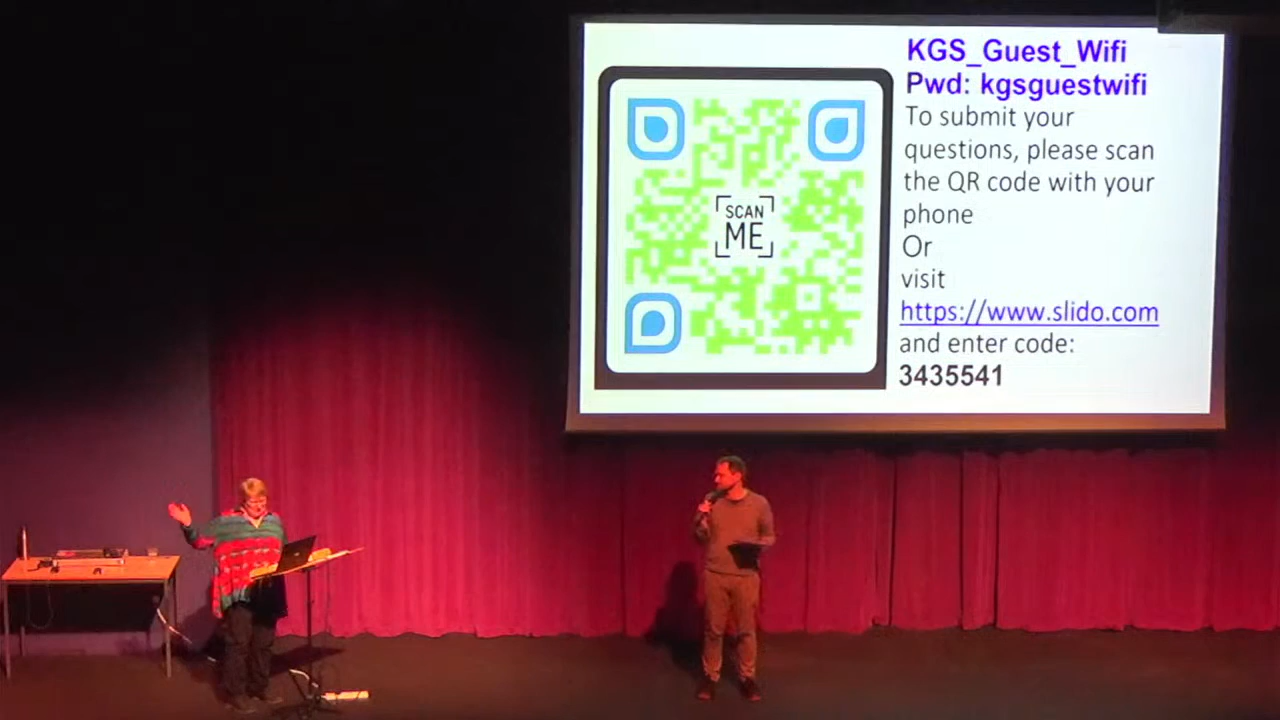 SCAN
ME
KGS_Guest_Wifi
Pwd: kgsguestwifi
To submit your
questions, please scan
the QR code with your
phone
Or
visit
https://www.slido.com
and enter code:
3435541